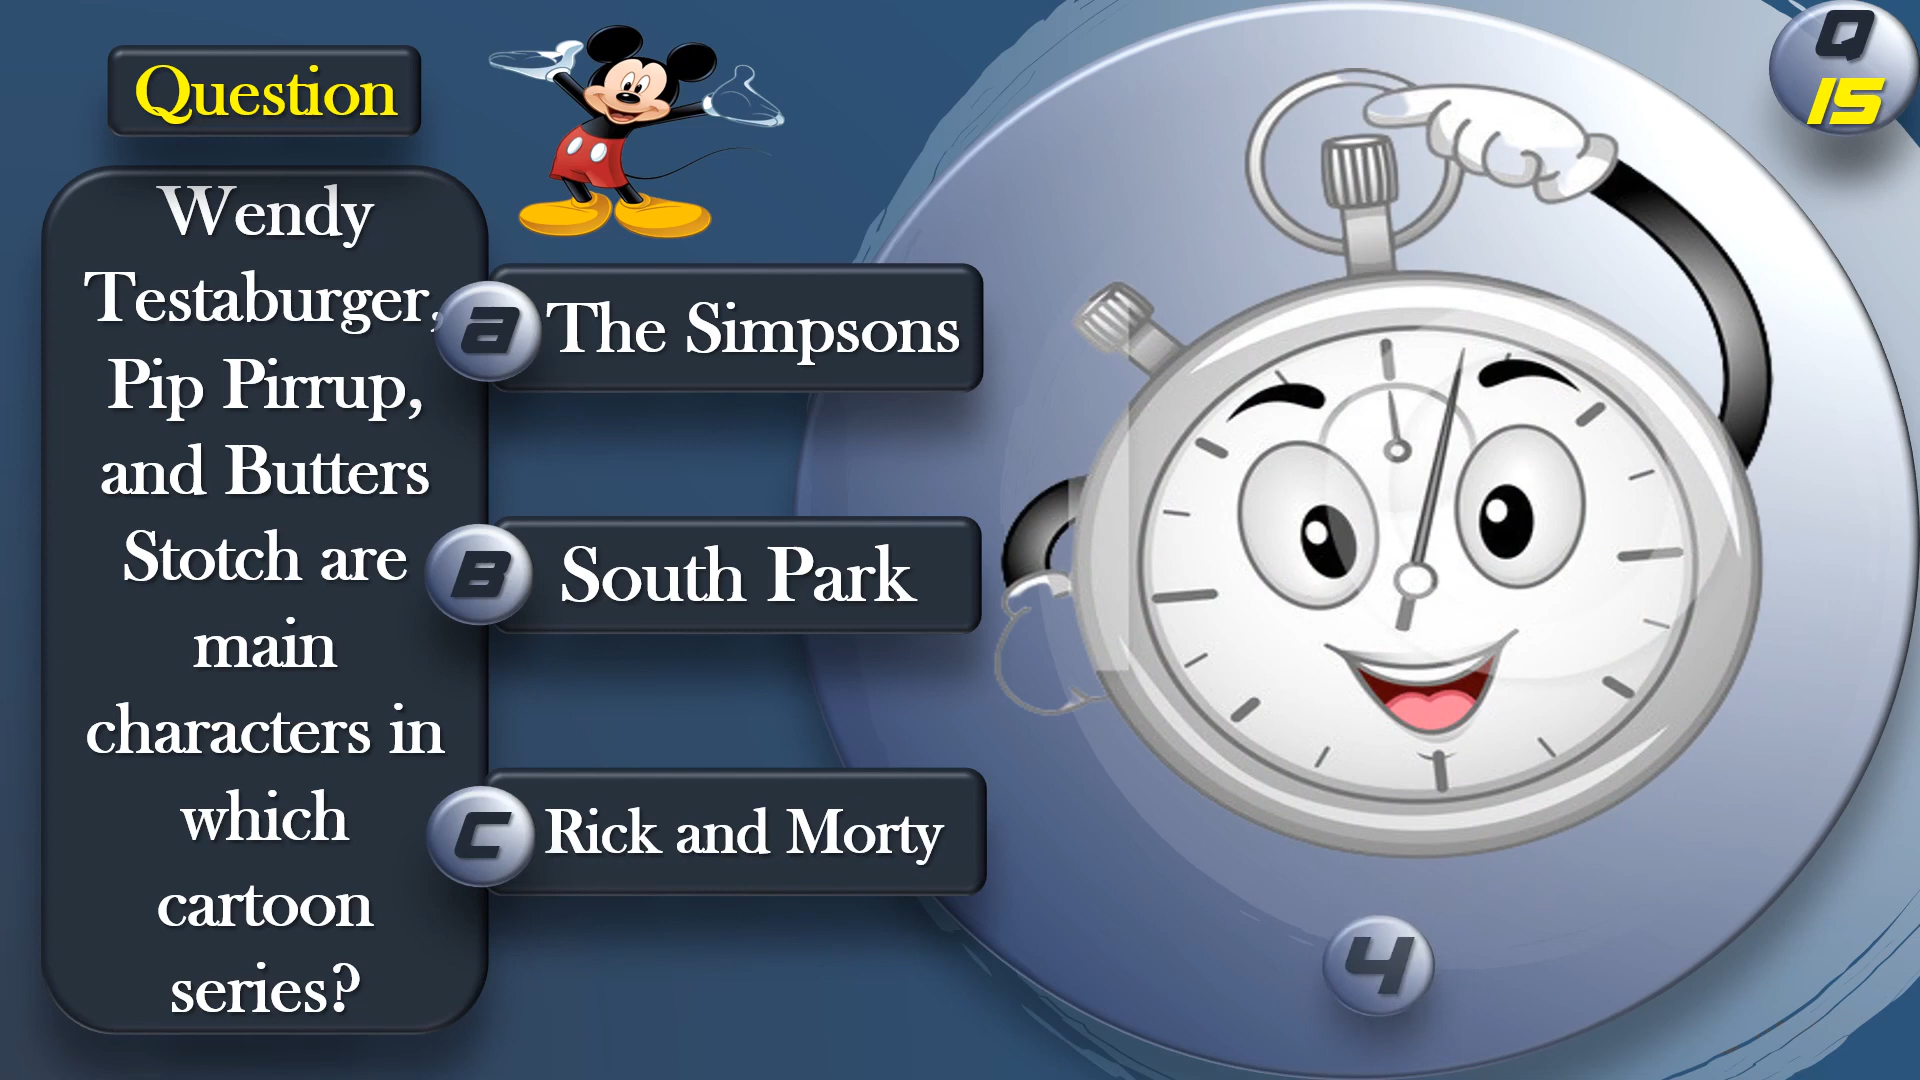 Question
Q
15
Wendy
Testaburger,
Pip Pirrup,
and Butters
Stotch are
main
characters in
which
cartoon
series?
a The Simpsons
B South Park
C Rick and Morty
4